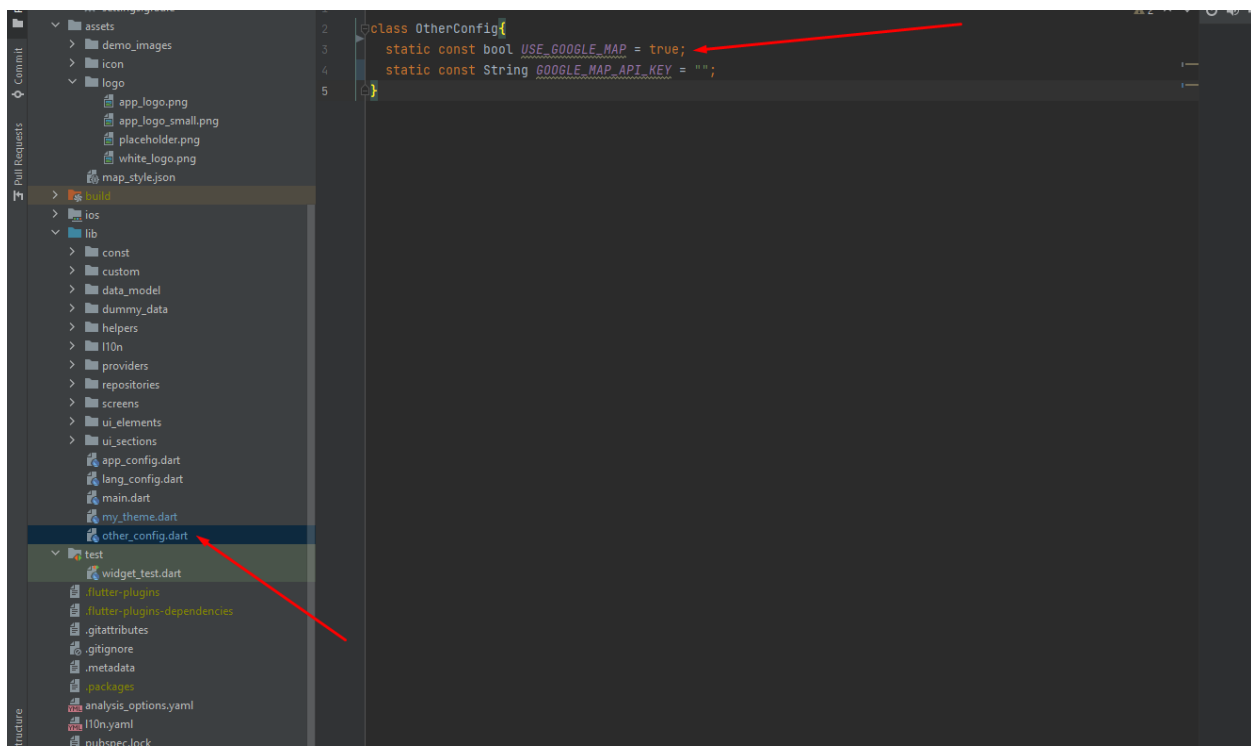 Commit
Pull Requests
assets
demo_images
icon
logo
app_logo.png
app_logo_small.png
placeholder.png
white_logo.png
map_style.json
build
ios
lib
const
custom
data_model
dummy_data
helpers
l10n
providers
repositories
screens
ui_elements
ui_sections
app_config.dart
lang_config.dart
main.dart
my_theme.dart
other_config.dart
test
widget_test.dart
.flutter-plugins
.flutter-plugins-dependencies
.gitattributes
.gitignore
.metadata
.packages
analysis_options.yaml
l10n.yaml
pubspec.lock
2 class OtherConfig{
3 static const bool USE_GOOGLE_MAP = true;
4 static const String GOOGLE_MAP_API_KEY = "";
5 }